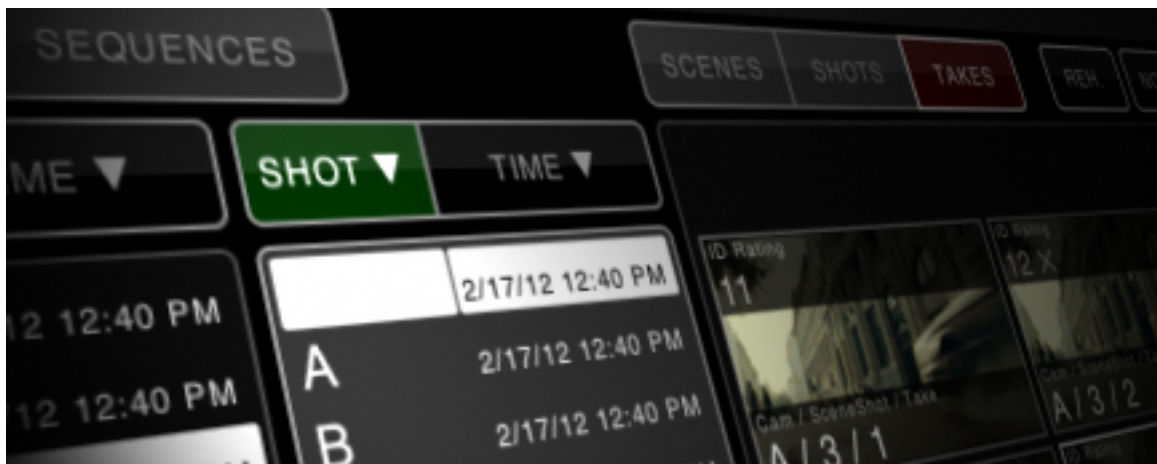 SEQUENCES
SCENES SHOTS TAKES REH.
ME ▼ SHOT ▼ TIME ▼
2/17/12 12:40 PM
12 12:40 PM A 2/17/12 12:40 PM
12 12:40 PM B 2/17/12 12:40 PM
ID Rating
11
Cam / SceneShot / Take
A / 3 / 1
ID Rating
12 X
A / 3 / 2
ID Rating